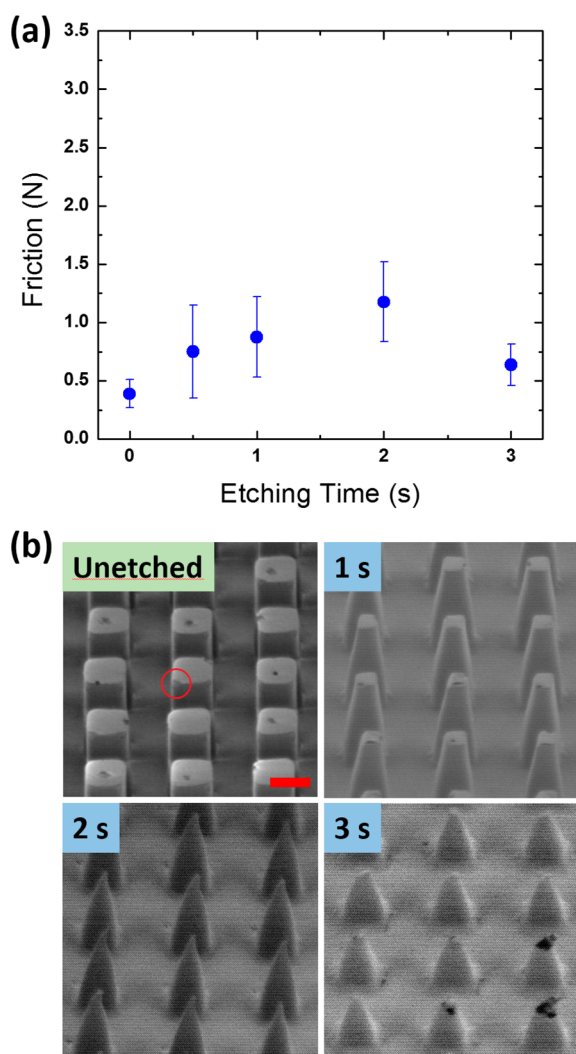 (a)
3.5
3.0
2.5
2.0
1.5
1.0
0.5
0.0
Friction (N)
0 1 2 3
Etching Time (s)
(b)
Unetched
1 s
2 s
3 s